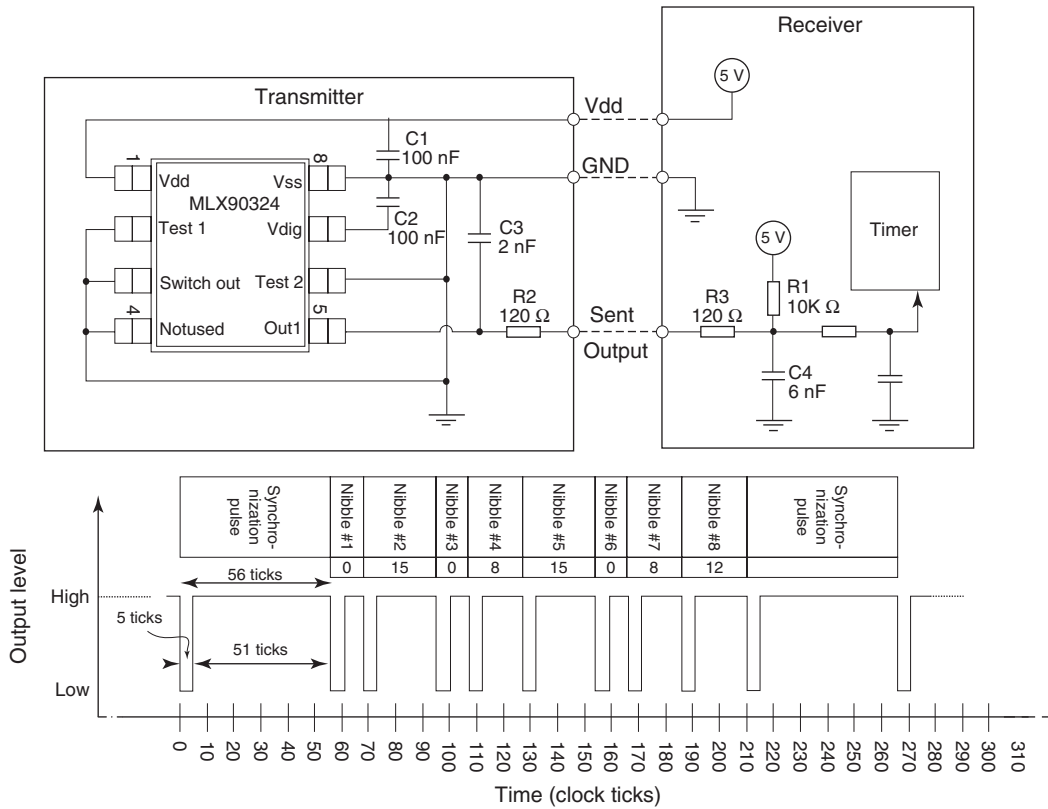 Receiver
5 V
Transmitter
Vdd
C1
100 nF
GND
1
8
Vdd
Vss
MLX90324
Test 1
Vdig
C2
100 nF
C3
2 nF
5 V
Timer
Switch out
Test 2
R2
120 Ω
Sent
R3
120 Ω
R1
10K Ω
4
5
Notused
Out1
Output
C4
6 nF
Synchro-
nization
pulse
Nibble #1
Nibble #2
Nibble #3
Nibble #4
Nibble #5
Nibble #6
Nibble #7
Nibble #8
Synchro-
nization
pulse
0 15 0 8 15 0 8 12
56 ticks
High
5 ticks
51 ticks
Low
Output level
0 10 20 30 40 50 60 70 80 90 100 110 120 130 140 150 160 170 180 190 200 210 220 230 240 250 260 270 280 290 300 310
Time (clock ticks)